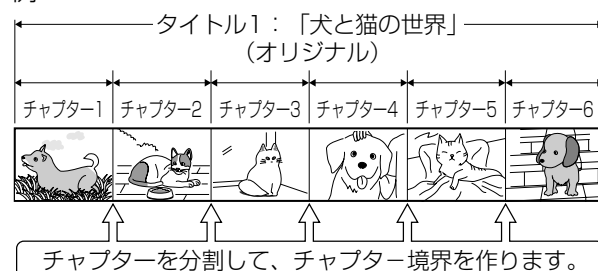 タイトル1：「犬と猫の世界」
（オリジナル）
チャプター1 チャプター2 チャプター3 チャプター4 チャプター5 チャプター6
チャプターを分割して、チャプター境界を作ります。